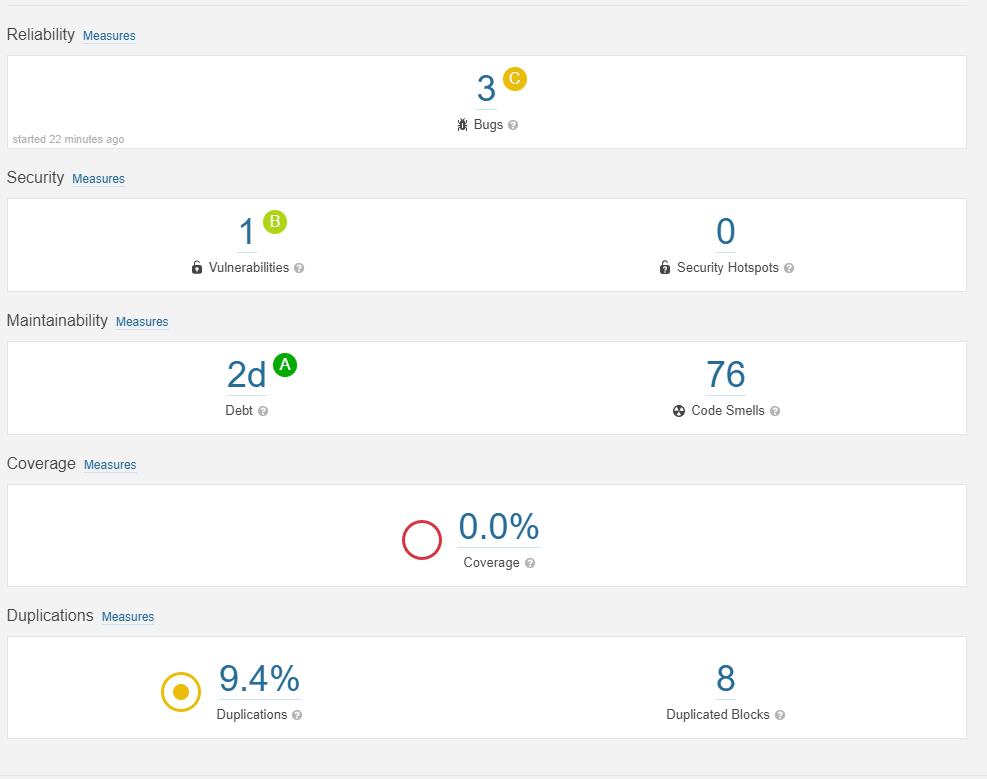 Reliability Measures
3 C
Bugs ?
started 22 minutes ago
Security Measures
1 B
Vulnerabilities ?
0
Security Hotspots ?
Maintainability Measures
2d A
Debt ?
76
Code Smells ?
Coverage Measures
0.0%
Coverage ?
Duplications Measures
9.4%
Duplications ?
8
Duplicated Blocks ?